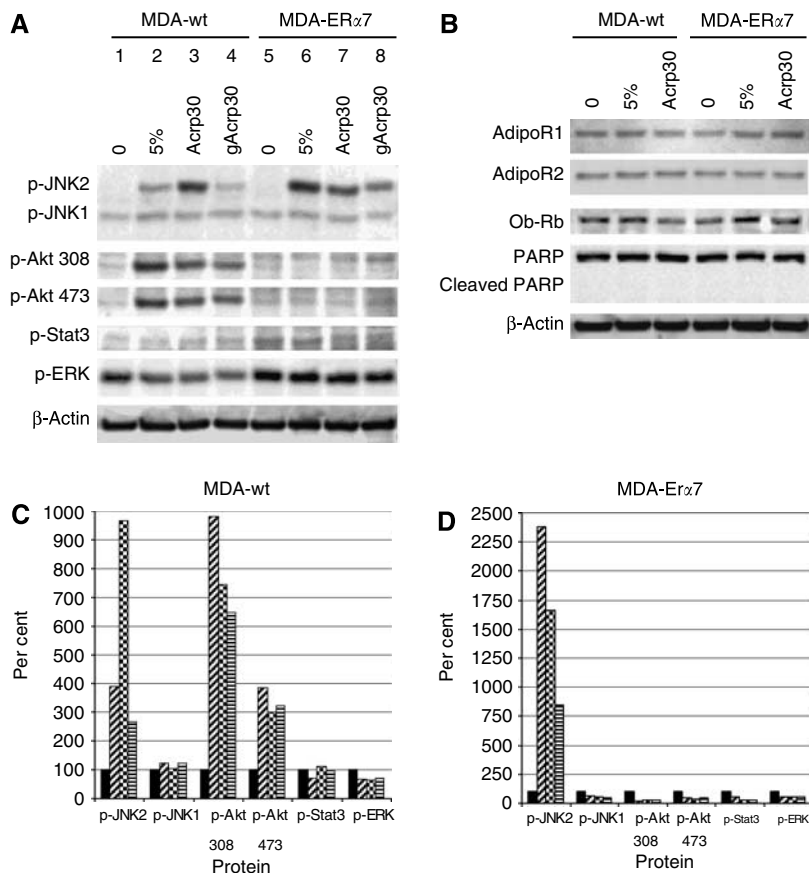 A
MDA-wt MDA-ERα7
1 2 3 4 5 6 7 8
0 5% Acrp30 gAcrp30 0 5% Acrp30 gAcrp30
p-JNK2
p-JNK1
p-Akt 308
p-Akt 473
p-Stat3
p-ERK
β-Actin
B
MDA-wt MDA-ERα7
0 5% Acrp30 0 5% Acrp30
AdipoR1
AdipoR2
Ob-Rb
PARP
Cleaved PARP
β-Actin
C
MDA-wt
Per cent
1000
900
800
700
600
500
400
300
200
100
0
p-JNK2 p-JNK1 p-Akt p-Akt p-Stat3 p-ERK
308 473
Protein
D
MDA-Erα7
Per cent
2500
2250
2000
1750
1500
1250
1000
750
500
250
0
p-JNK2 p-JNK1 p-Akt p-Akt p-Stat3 p-ERK
308 473
Protein